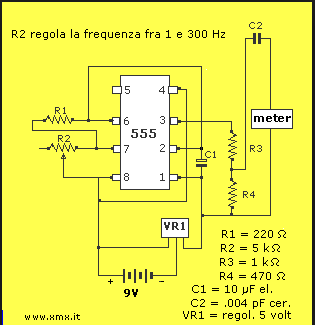 C2
R2 regola la frequenza fra 1 e 300 Hz
5 4
555
meter
R1
6 3
R2
7 2
C1
R3
8 1
R4
VR1
R1 = 220 Ω
R2 = 5 kΩ
R3 = 1 kΩ
R4 = 470 Ω
C1 = 10 µF el.
C2 = .004 pF cer.
VR1 = regol. 5 volt
+ −
9V
www.xmx.it